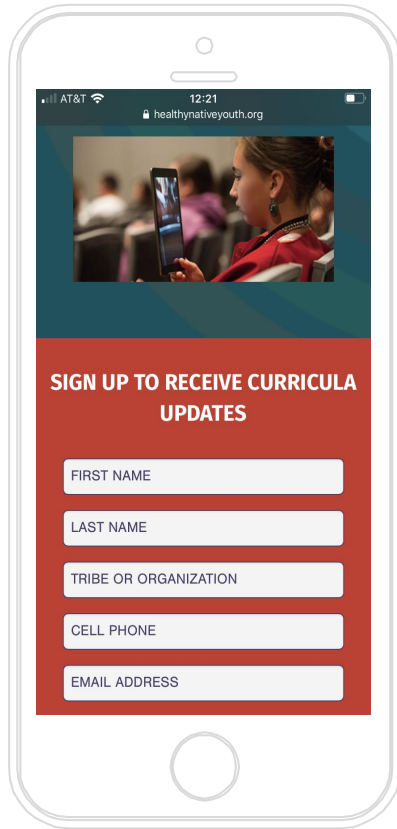 AT&T 12:21
healthynativeyouth.org
SIGN UP TO RECEIVE CURRICULA
UPDATES
FIRST NAME
LAST NAME
TRIBE OR ORGANIZATION
CELL PHONE
EMAIL ADDRESS